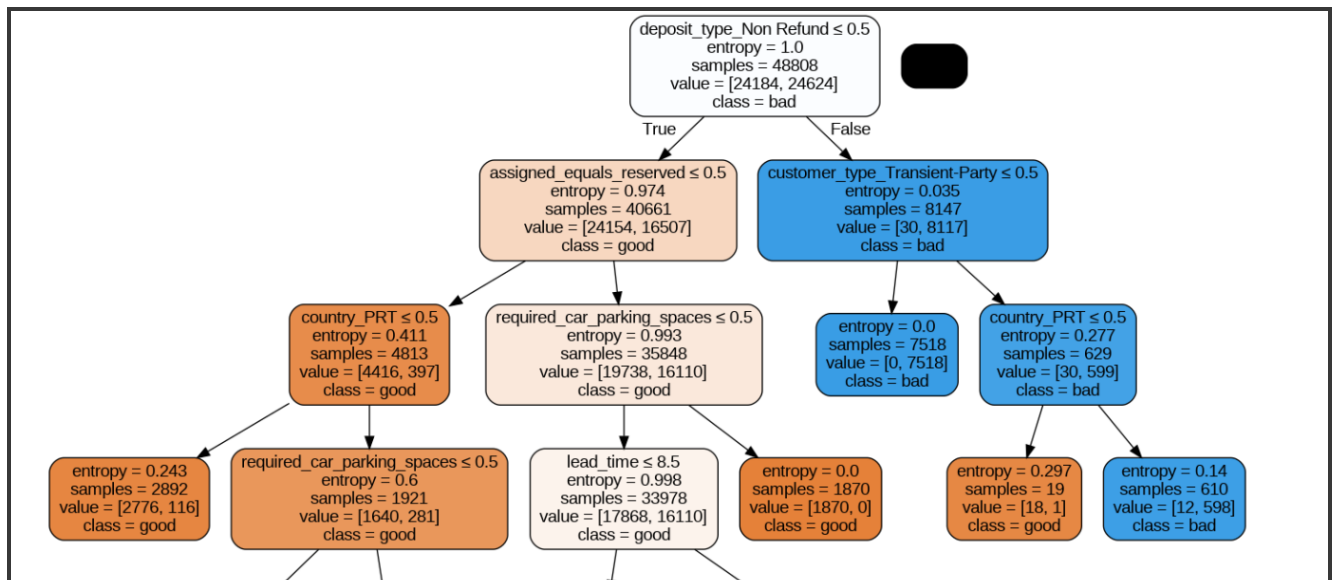 deposit_type_Non Refund ≤ 0.5
entropy = 1.0
samples = 48808
value = [24184, 24624]
class = bad
True
False
assigned_equals_reserved ≤ 0.5
entropy = 0.974
samples = 40661
value = [24154, 16507]
class = good
customer_type_Transient-Party ≤ 0.5
entropy = 0.035
samples = 8147
value = [30, 8117]
class = bad
country_PRT ≤ 0.5
entropy = 0.411
samples = 4813
value = [4416, 397]
class = good
required_car_parking_spaces ≤ 0.5
entropy = 0.993
samples = 35848
value = [19738, 16110]
class = good
entropy = 0.0
samples = 7518
value = [0, 7518]
class = bad
country_PRT ≤ 0.5
entropy = 0.277
samples = 629
value = [30, 599]
class = bad
entropy = 0.243
samples = 2892
value = [2776, 116]
class = good
required_car_parking_spaces ≤ 0.5
entropy = 0.6
samples = 1921
value = [1640, 281]
class = good
lead_time ≤ 8.5
entropy = 0.998
samples = 33978
value = [17868, 16110]
class = good
entropy = 0.0
samples = 1870
value = [1870, 0]
class = good
entropy = 0.297
samples = 19
value = [18, 1]
class = good
entropy = 0.14
samples = 610
value = [12, 598]
class = bad